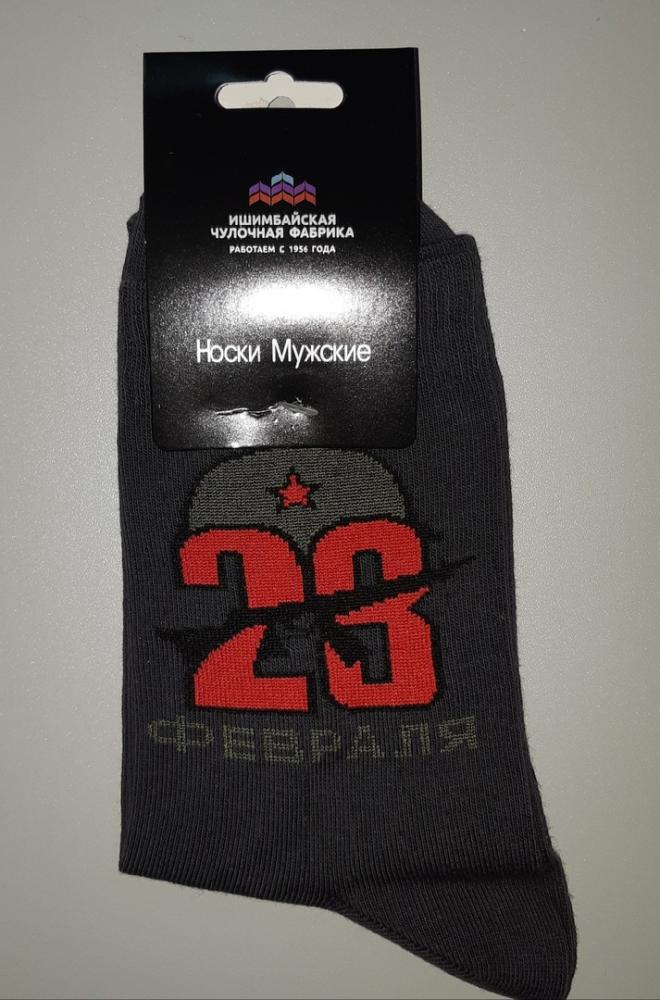 ИШИМБАЙСКАЯ
ЧУЛОЧНАЯ ФАБРИКА
РАБОТАЕМ С 1956 ГОДА
Носки Мужские
23
ФЕВРАЛЯ